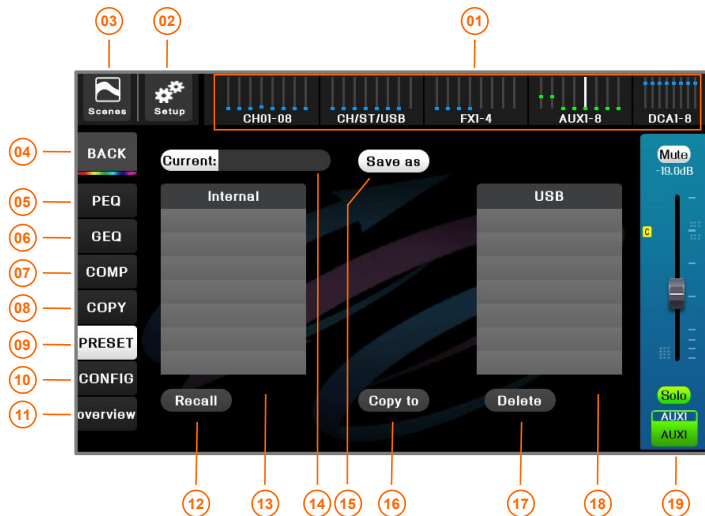 03
02
01
Scenes
Setup
CH01-08
CH/ST/USB
FX1-4
AUX1-8
DCA1-8
04
BACK
Current:
Save as
Mute
-19.0dB
05
PEQ
Internal
USB
06
GEQ
C
07
COMP
08
COPY
09
PRESET
10
CONFIG
Recall
Copy to
Delete
Solo
11
overview
AUX1
AUX1
12
13
14
15
16
17
18
19